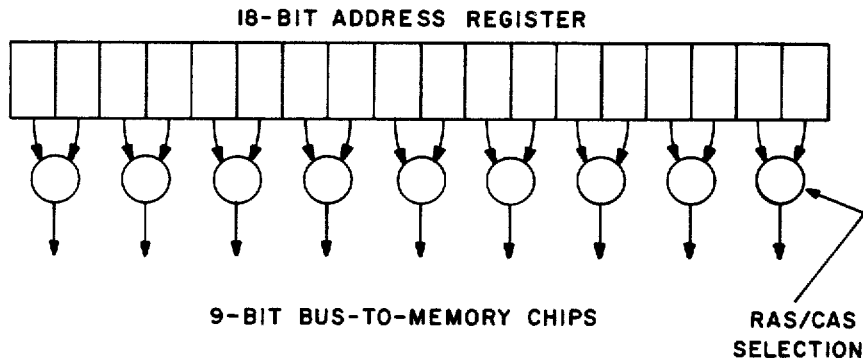 18-BIT ADDRESS REGISTER
9-BIT BUS-TO-MEMORY CHIPS
RAS/CAS
SELECTION